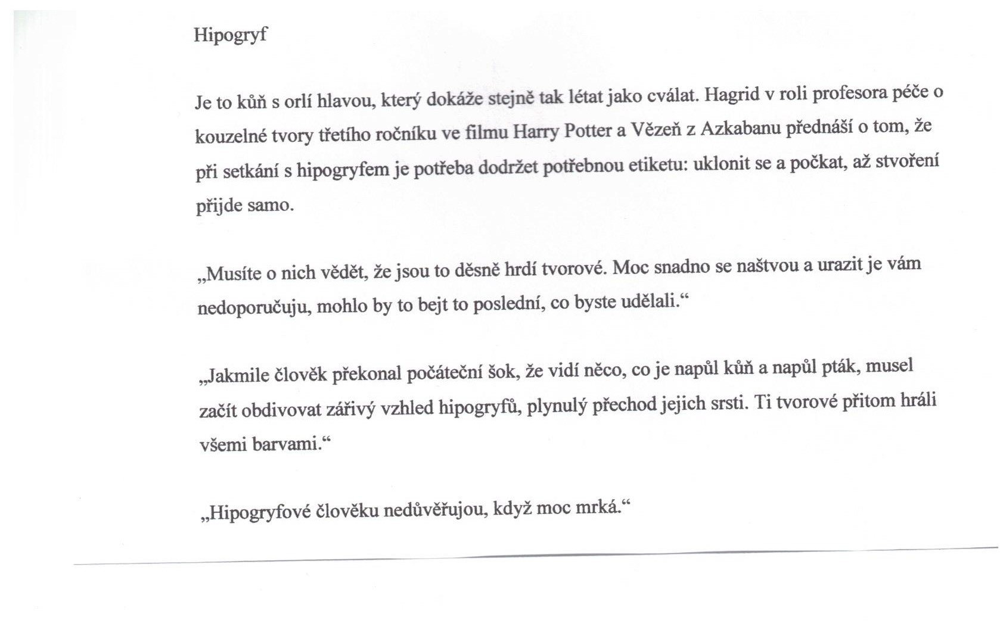 Hipogryf
Je to kůň s orlí hlavou, který dokáže stejně tak létat jako cválat. Hagrid v roli profesora péče o
kouzelné tvory třetího ročníku ve filmu Harry Potter a Vězeň z Azkabanu přednáší o tom, že
při setkání s hipogryfem je potřeba dodržet potřebnou etiketu: uklonit se a počkat, až stvoření
přijde samo.
„Musíte o nich vědět, že jsou to děsně hrdí tvorové. Moc snadno se naštvou a urazit je vám
nedoporučuju, mohlo by to bejt to poslední, co byste udělali.“
„Jakmile člověk překonal počáteční šok, že vidí něco, co je napůl kůň a napůl pták, musel
začít obdivovat zářivý vzhled hipogryfů, plynulý přechod jejich srsti. Ti tvorové přitom hráli
všemi barvami.“
„Hipogryfové člověku nedůvěřujou, když moc mrká.“